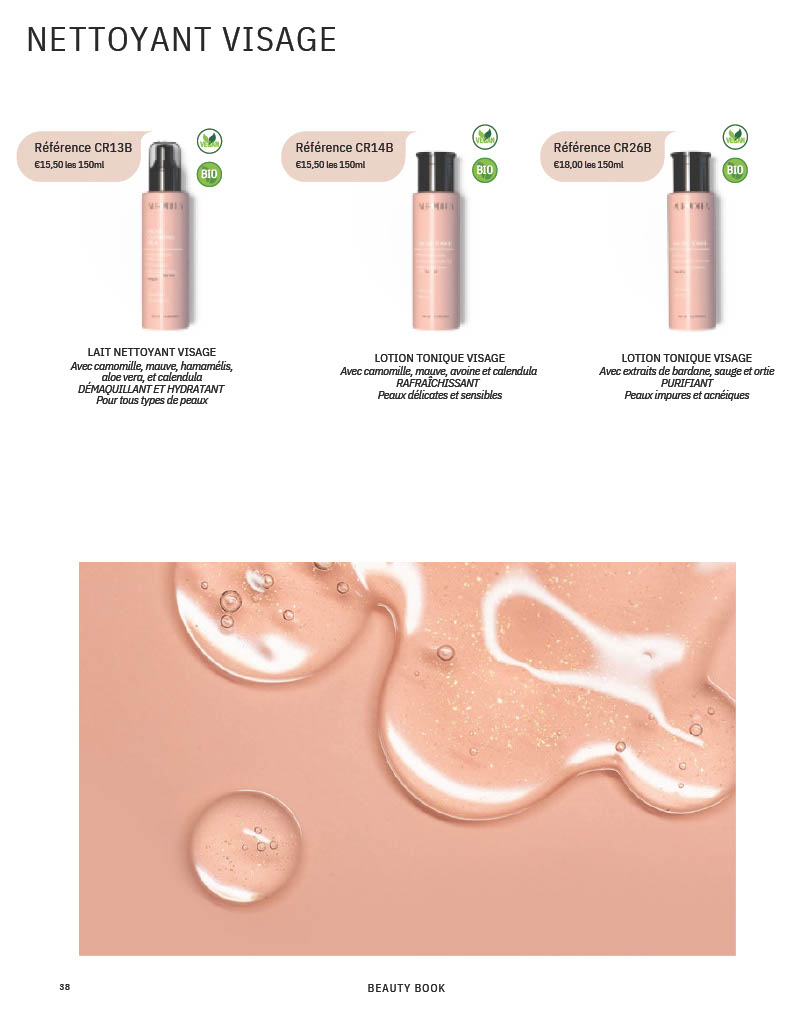 NETTOYANT VISAGE
Référence CR13B
€15,50 les 150ml
VEGAN
BIO
Référence CR14B
€15,50 les 150ml
VEGAN
BIO
Référence CR26B
€18,00 les 150ml
VEGAN
BIO
LAIT NETTOYANT VISAGE
Avec camomille, mauve, hamamélis,
aloe vera, et calendula
DÉMAQUILLANT ET HYDRATANT
Pour tous types de peaux
LOTION TONIQUE VISAGE
Avec camomille, mauve, avoine et calendula
RAFRAÎCHISSANT
Peaux délicates et sensibles
LOTION TONIQUE VISAGE
Avec extraits de bardane, sauge et ortie
PURIFIANT
Peaux impures et acnéiques
38
BEAUTY BOOK